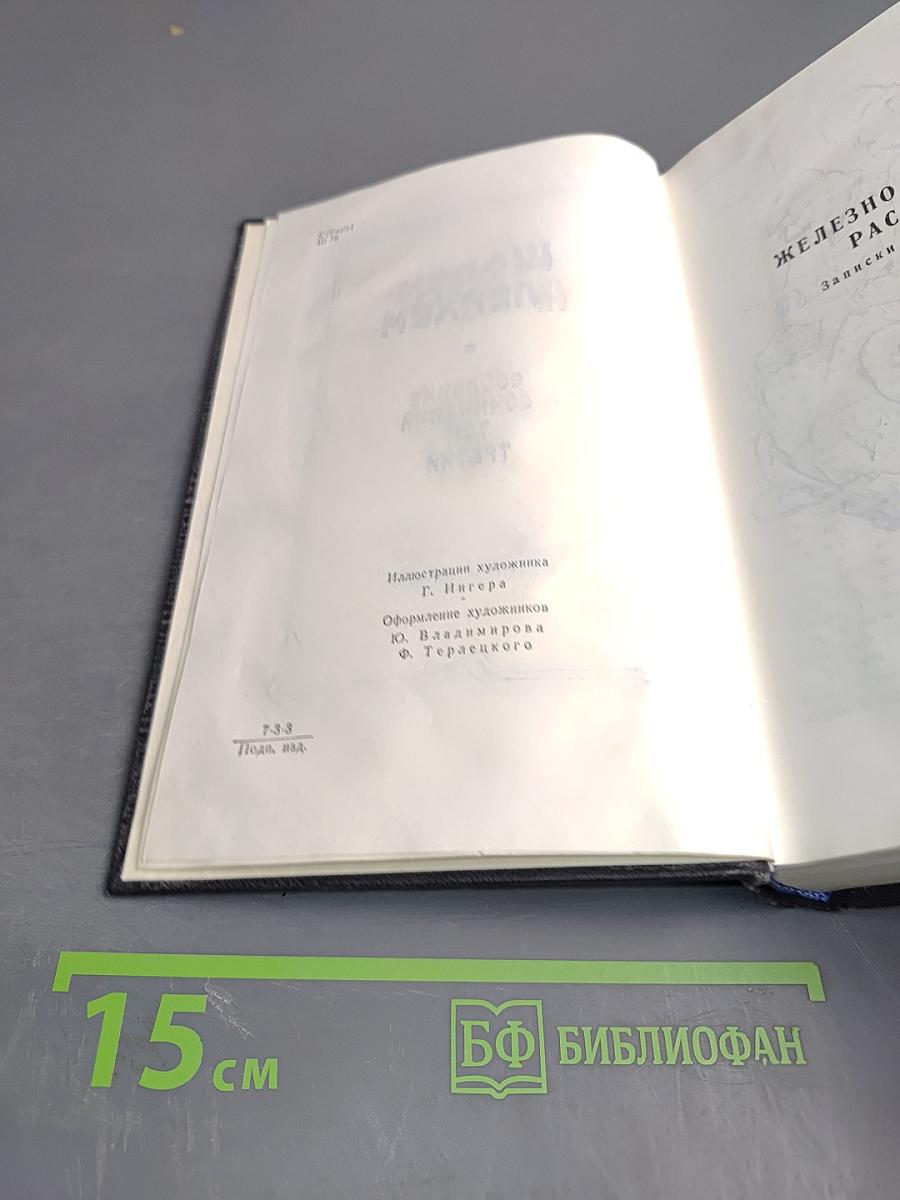 Ш 78
Иллюстрации художника
Г. Ингера
Оформление художников
Ю. Владимирова
Ф. Терлецкого
7-3-3
Подп. изд.
ЖЕЛЕЗНО
РАС
Записки
15 см
БФ БИБЛИОФАН